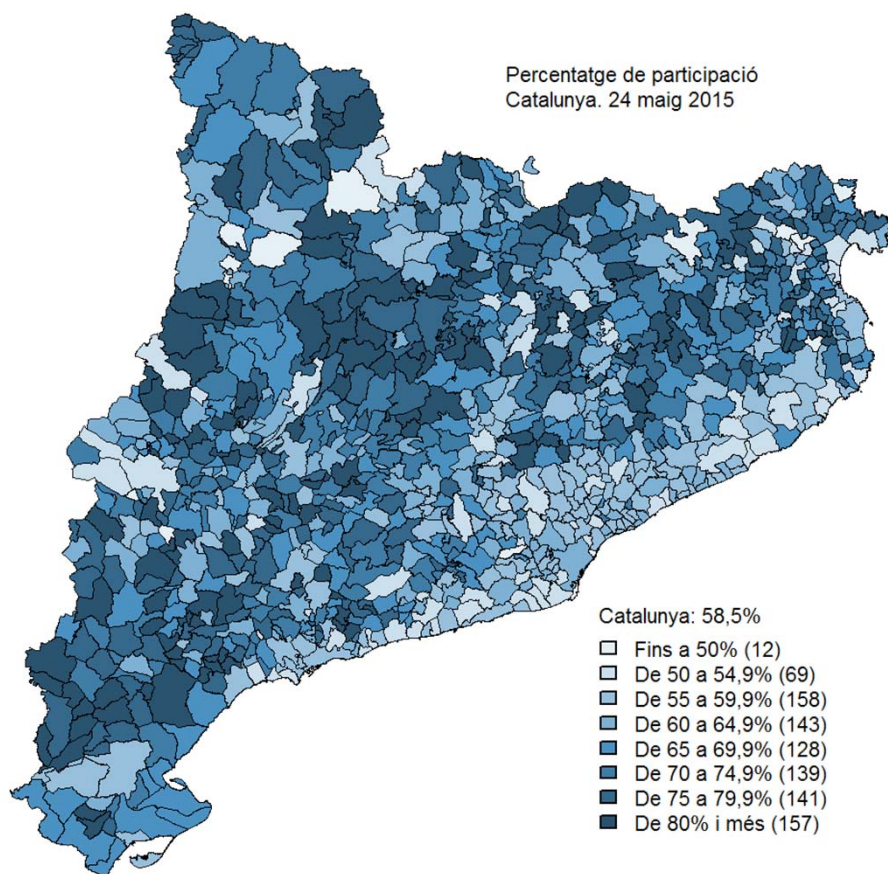 Percentatge de participació
Catalunya. 24 maig 2015
Catalunya: 58,5%
Fins a 50% (12)
De 50 a 54,9% (69)
De 55 a 59,9% (158)
De 60 a 64,9% (143)
De 65 a 69,9% (128)
De 70 a 74,9% (139)
De 75 a 79,9% (141)
De 80% i més (157)